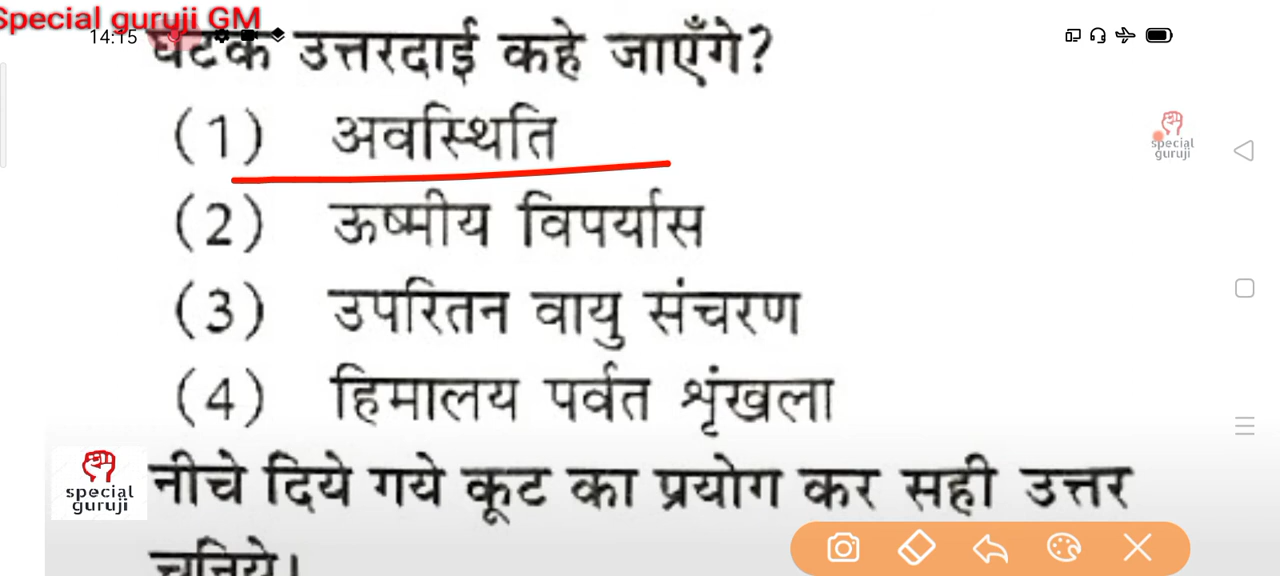 Special guruji GM
14:15
घटक उत्तरदाई कहे जाएँगे?
(1) अवस्थिति
special
guruji
(2) ऊष्मीय विपर्यास
(3) उपरितन वायु संचरण
(4) हिमालय पर्वत शृंखला
special
guruji
नीचे दिये गये कूट का प्रयोग कर सही उत्तर
चुनिये।